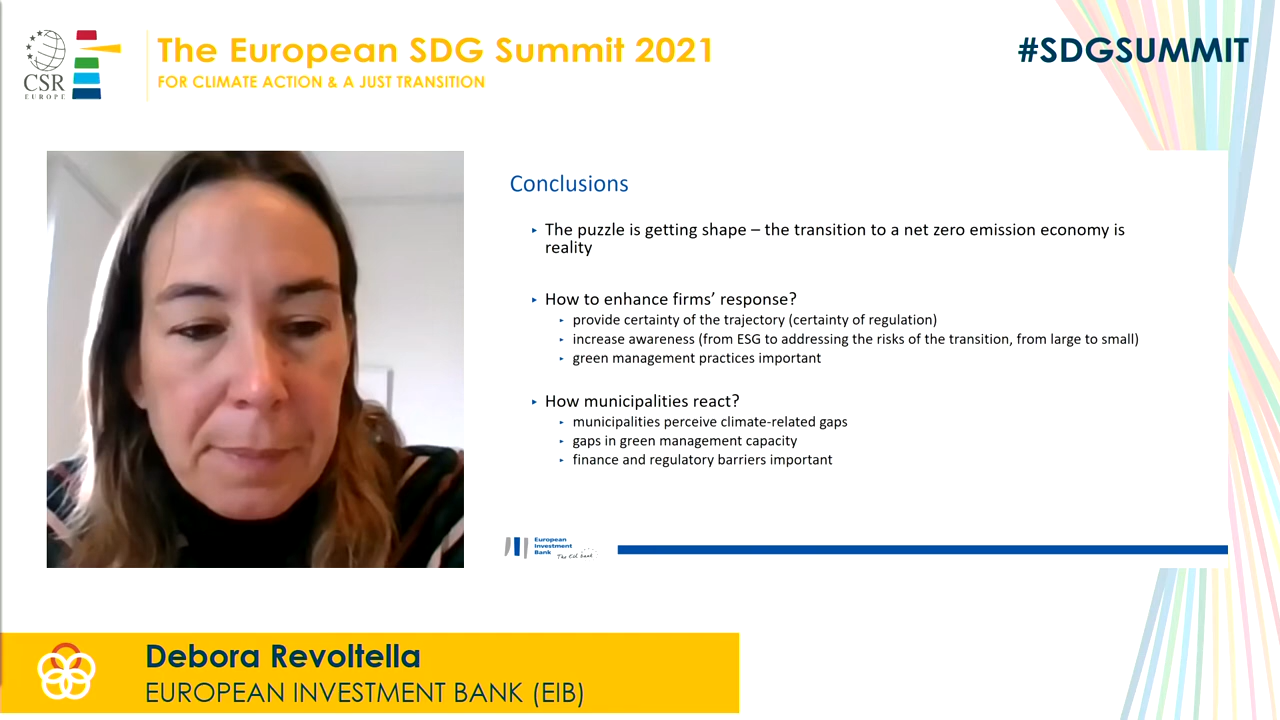 CSR
EUROPE
The European SDG Summit 2021
FOR CLIMATE ACTION & A JUST TRANSITION
#SDGSUMMIT
Conclusions
The puzzle is getting shape – the transition to a net zero emission economy is
reality
How to enhance firms' response?
provide certainty of the trajectory (certainty of regulation)
increase awareness (from ESG to addressing the risks of the transition, from large to small)
green management practices important
How municipalities react?
municipalities perceive climate-related gaps
gaps in green management capacity
finance and regulatory barriers important
European
Investment
Bank
The EU bank
Debora Revoltella
EUROPEAN INVESTMENT BANK (EIB)